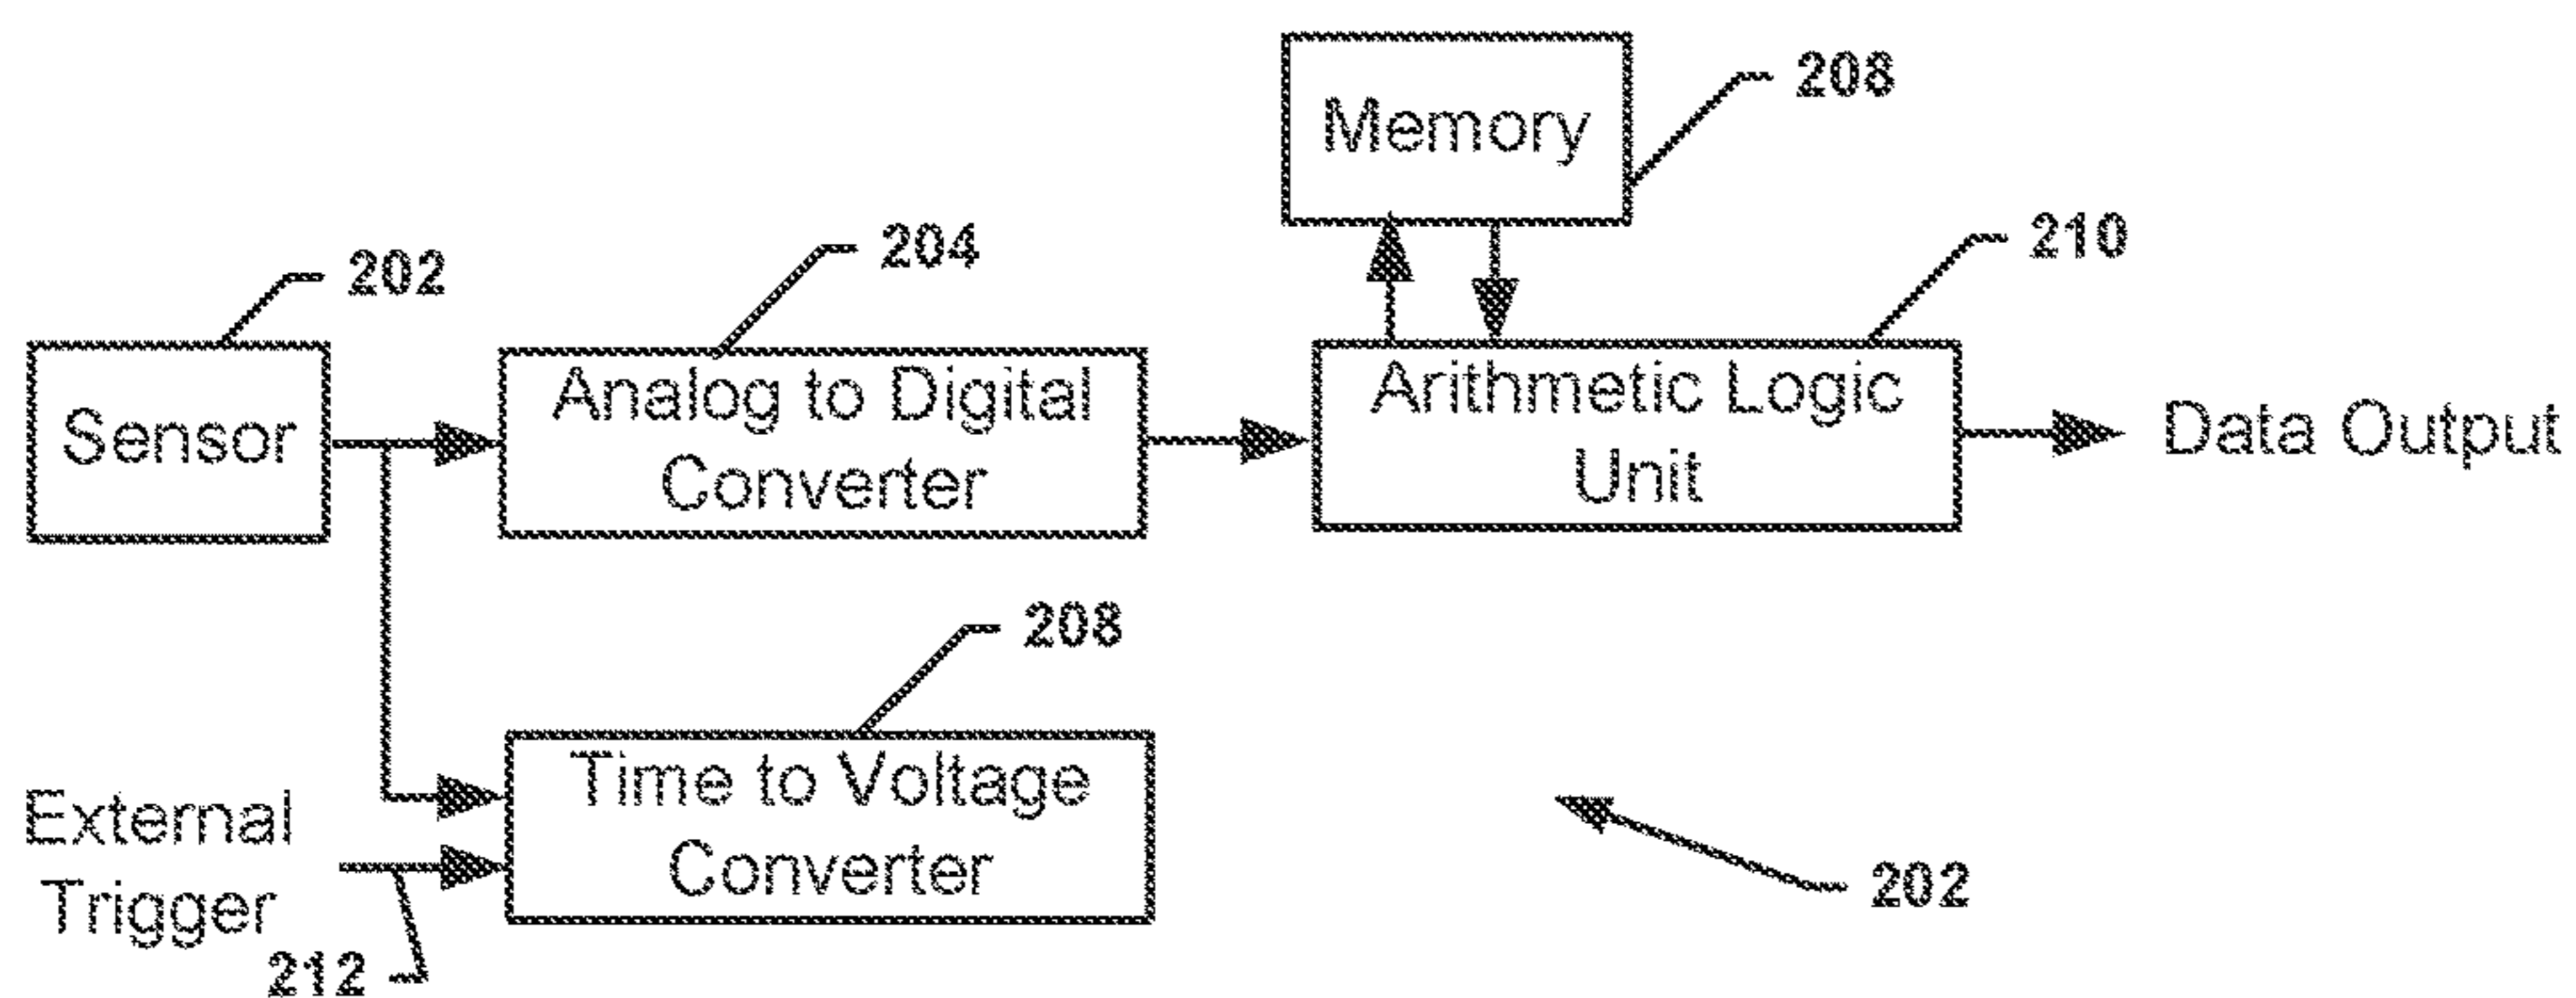 208
Memory
210
204
202
Sensor
Analog to Digital
Converter
Arithmetic Logic
Unit
Data Output
208
Time to Voltage
Converter
External
Trigger
212
202